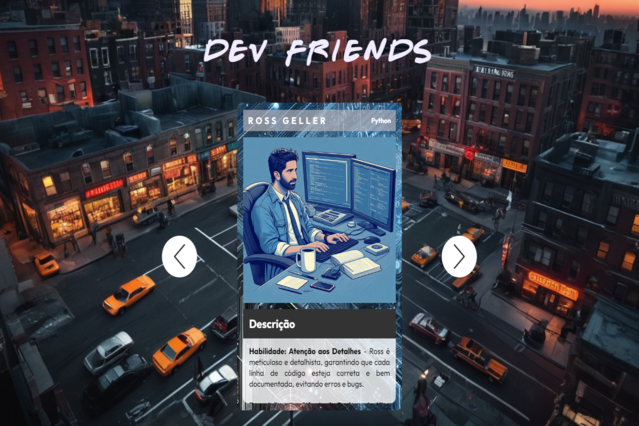 DEV FRIENDS
ROSS GELLER Python
Descrição
Habilidade: Atenção aos Detalhes - Ross é
meticuloso e detalhista, garantindo que cada
linha de código esteja correta e bem
documentada, evitando erros e bugs.